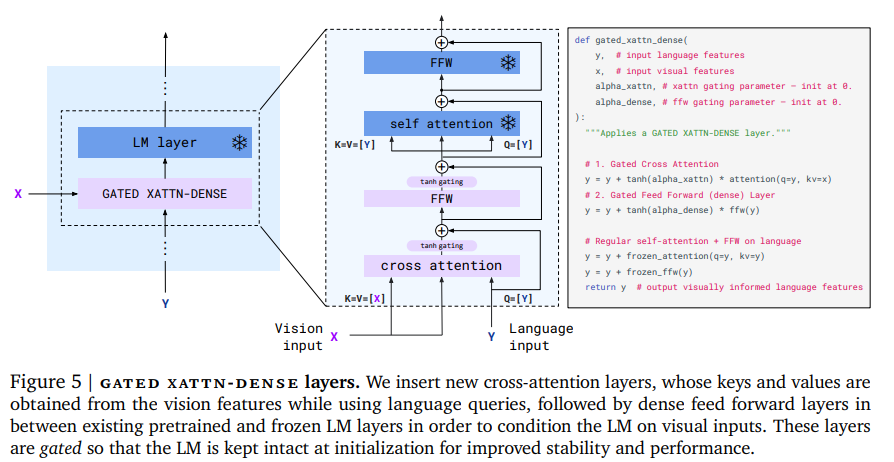 LM layer
X
GATED XATTN-DENSE
Y
FFW
self attention
K=V=[Y]
Q=[Y]
tanh gating
FFW
tanh gating
cross attention
K=V=[X]
Q=[Y]
Vision
input
X
Y
Language
input
def gated_xattn_dense(
y, # input language features
x, # input visual features
alpha_xattn, # xattn gating parameter – init at 0.
alpha_dense, # ffw gating parameter – init at 0.
):
"""Applies a GATED XATTN-DENSE layer."""
# 1. Gated Cross Attention
y = y + tanh(alpha_xattn) * attention(q=y, kv=x)
# 2. Gated Feed Forward (dense) Layer
y = y + tanh(alpha_dense) * ffw(y)
# Regular self-attention + FFW on language
y = y + frozen_attention(q=y, kv=y)
y = y + frozen_ffw(y)
return y # output visually informed language features
Figure 5 | GATED XATTN-DENSE layers. We insert new cross-attention layers, whose keys and values are
obtained from the vision features while using language queries, followed by dense feed forward layers in
between existing pretrained and frozen LM layers in order to condition the LM on visual inputs. These layers
are gated so that the LM is kept intact at initialization for improved stability and performance.